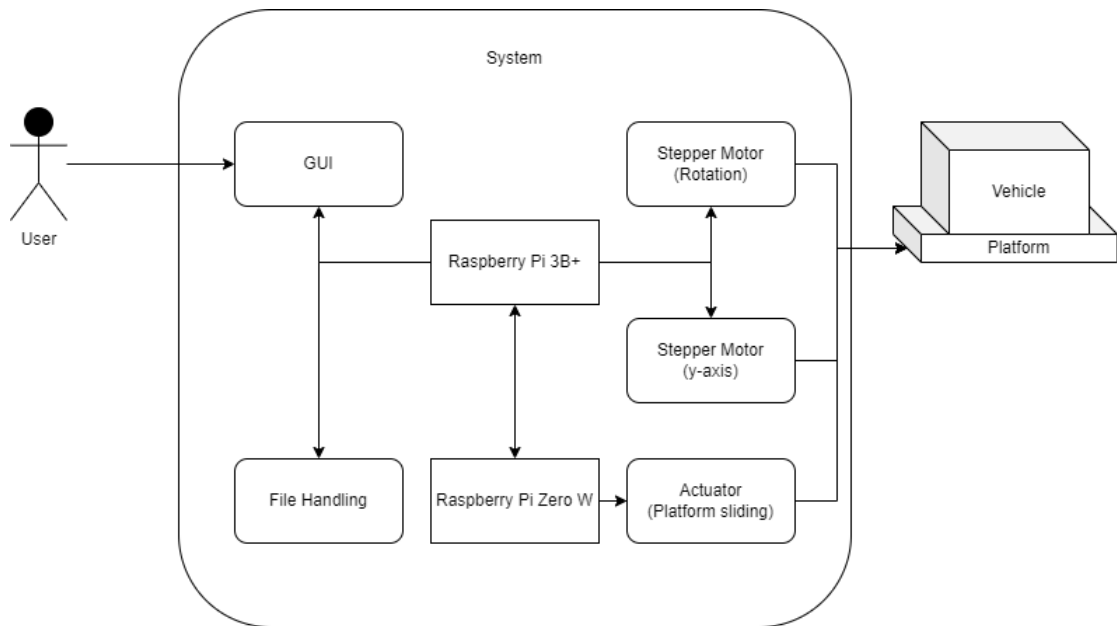 System
User
GUI
Stepper Motor
(Rotation)
Vehicle
Platform
Raspberry Pi 3B+
Stepper Motor
(y-axis)
File Handling
Raspberry Pi Zero W
Actuator
(Platform sliding)